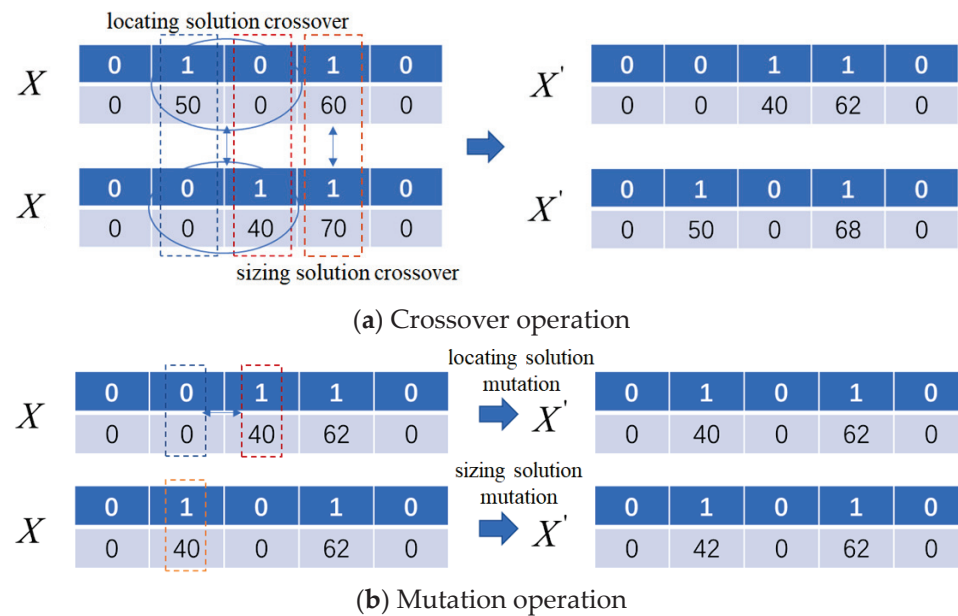 locating solution crossover
X 0 1 0 1 0
0 50 0 60 0
X' 0 0 1 1 0
0 0 40 62 0
X 0 0 1 1 0
0 0 40 70 0
X' 0 1 0 1 0
0 50 0 68 0
sizing solution crossover
(a) Crossover operation
X 0 0 1 1 0
0 0 40 62 0
locating solution
mutation
X' 0 1 0 1 0
0 40 0 62 0
X 0 1 0 1 0
0 40 0 62 0
sizing solution
mutation
X' 0 1 0 1 0
0 42 0 62 0
(b) Mutation operation